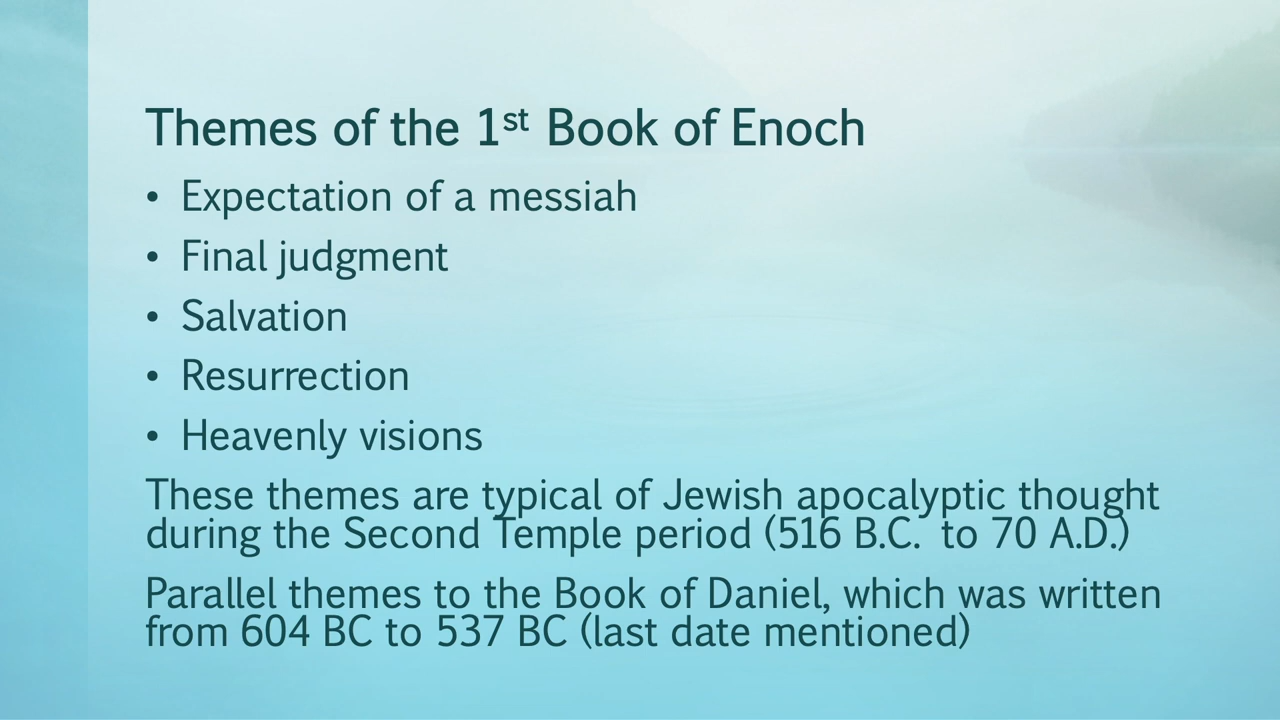 Themes of the 1st Book of Enoch
• Expectation of a messiah
• Final judgment
• Salvation
• Resurrection
• Heavenly visions
These themes are typical of Jewish apocalyptic thought
during the Second Temple period (516 B.C.  to 70 A.D.)
Parallel themes to the Book of Daniel, which was written
from 604 BC to 537 BC (last date mentioned)